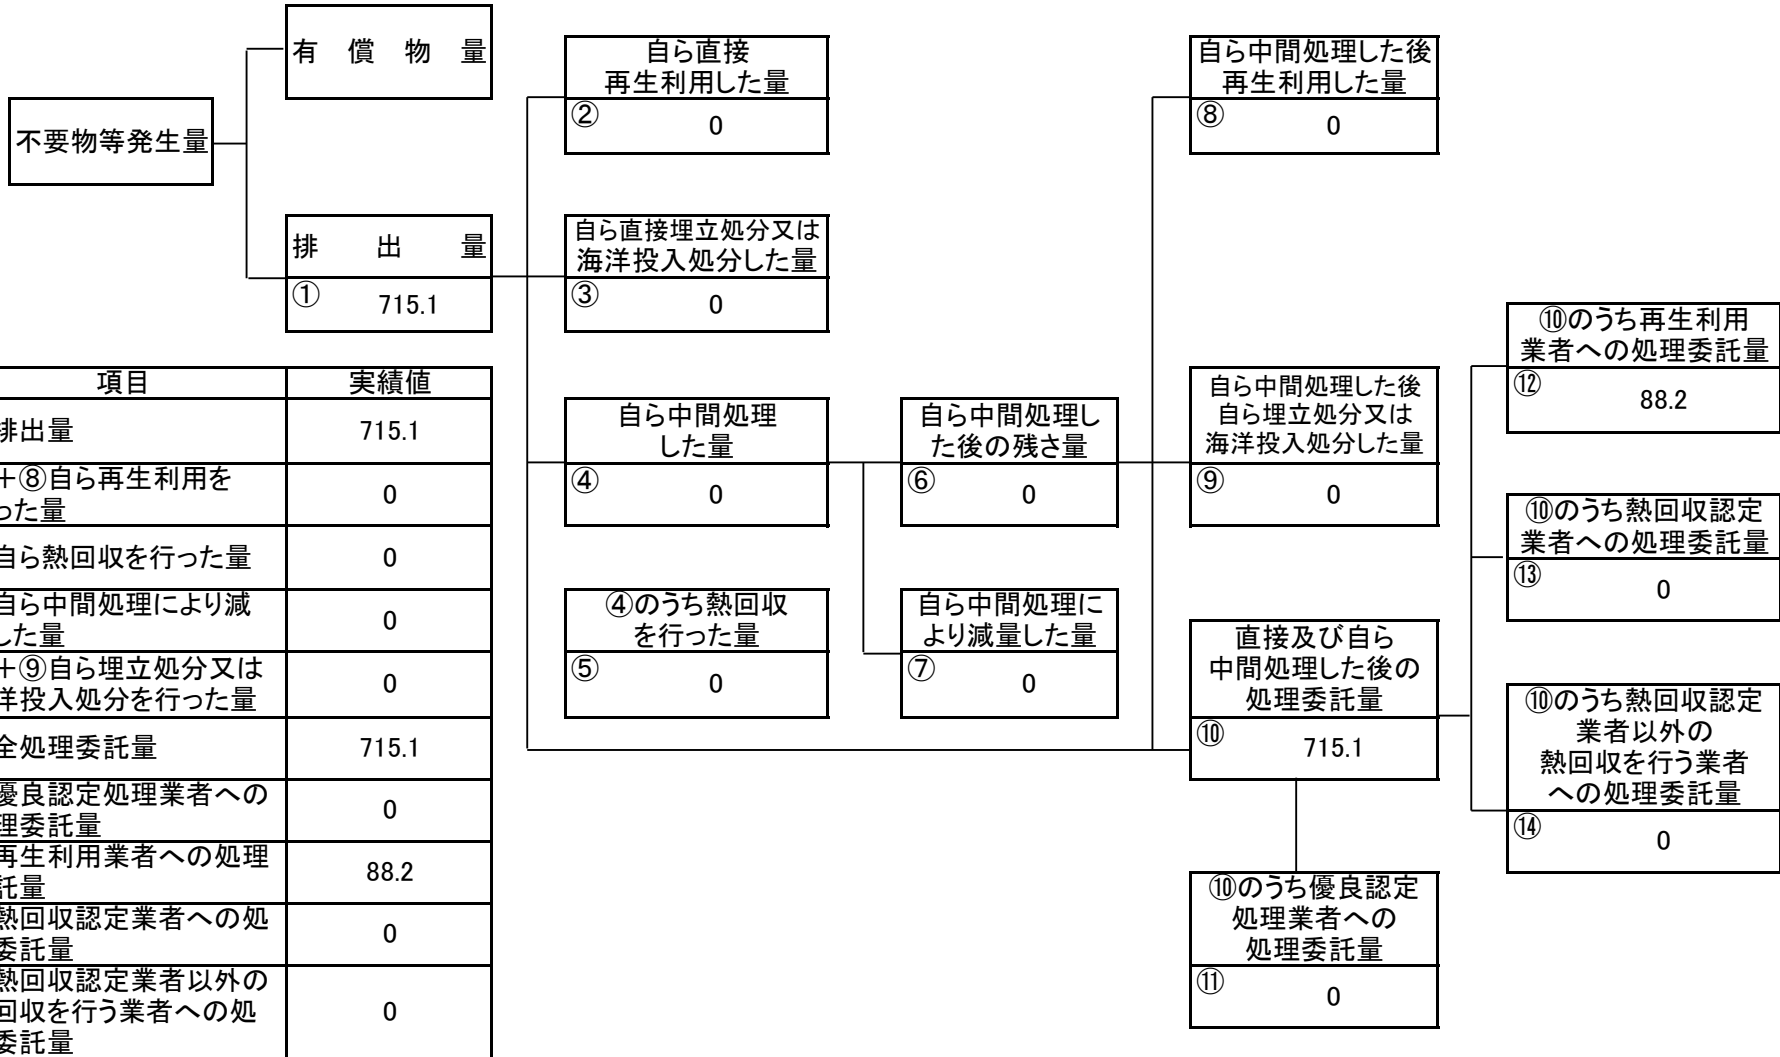 不要物等発生量
有償物量
排出量
①
715.1
自ら直接
再生利用した量
②
0
自ら直接埋立処分又は
海洋投入処分した量
③
0
自ら中間処理
した量
④
0
④のうち熱回収
を行った量
⑤
0
自ら中間処理し
た後の残さ量
⑥
0
自ら中間処理に
より減量した量
⑦
0
自ら中間処理した後
再生利用した量
⑧
0
自ら中間処理した後
自ら埋立処分又は
海洋投入処分した量
⑨
0
直接及び自ら
中間処理した後の
処理委託量
⑩
715.1
⑩のうち優良認定
処理業者への
処理委託量
⑪
0
⑩のうち再生利用
業者への処理委託量
⑫
88.2
⑩のうち熱回収認定
業者への処理委託量
⑬
0
⑩のうち熱回収認定
業者以外の
熱回収を行う業者
への処理委託量
⑭
0
項目 実績値
排出量 715.1
+⑧自ら再生利用を
った量
0
自ら熱回収を行った量 0
自ら中間処理により減
した量
0
+⑨自ら埋立処分又は
洋投入処分を行った量
0
全処理委託量 715.1
優良認定処理業者への
理委託量
0
再生利用業者への処理
託量
88.2
熱回収認定業者への処
委託量
0
熱回収認定業者以外の
回収を行う業者への処
委託量
0